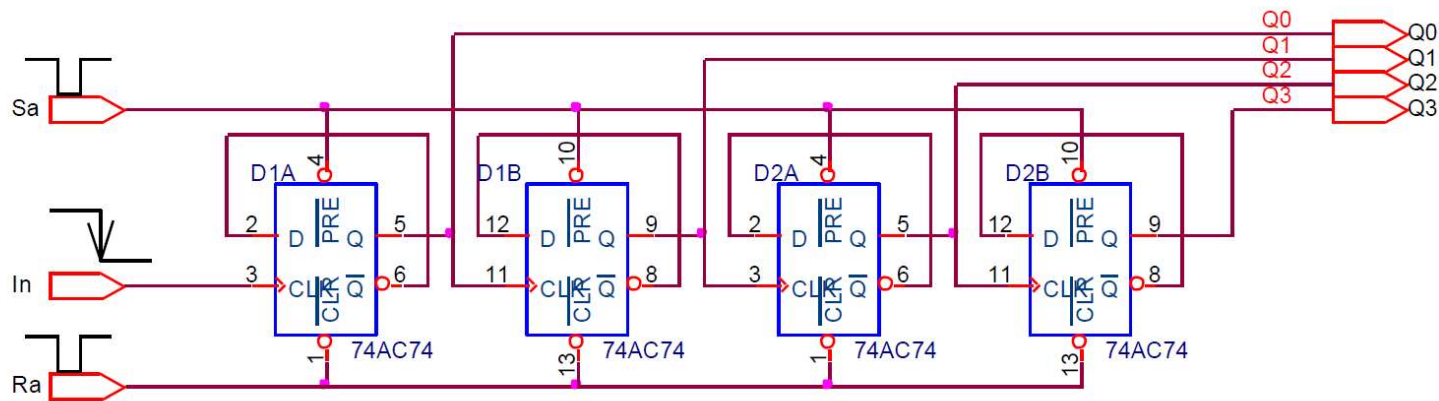 Q0 Q0
Q1 Q1
Q2 Q2
Q3 Q3
Sa
4 10 4 10
D1A D1B D2A D2B
2 D PRE Q 5 12 D PRE Q 9 2 D PRE Q 5 12 D PRE Q 9
In
3 CLK CLR Q 6 11 CLK CLR Q 8 3 CLK CLR Q 6 11 CLK CLR Q 8
1 74AC74 13 74AC74 1 74AC74 13 74AC74
Ra